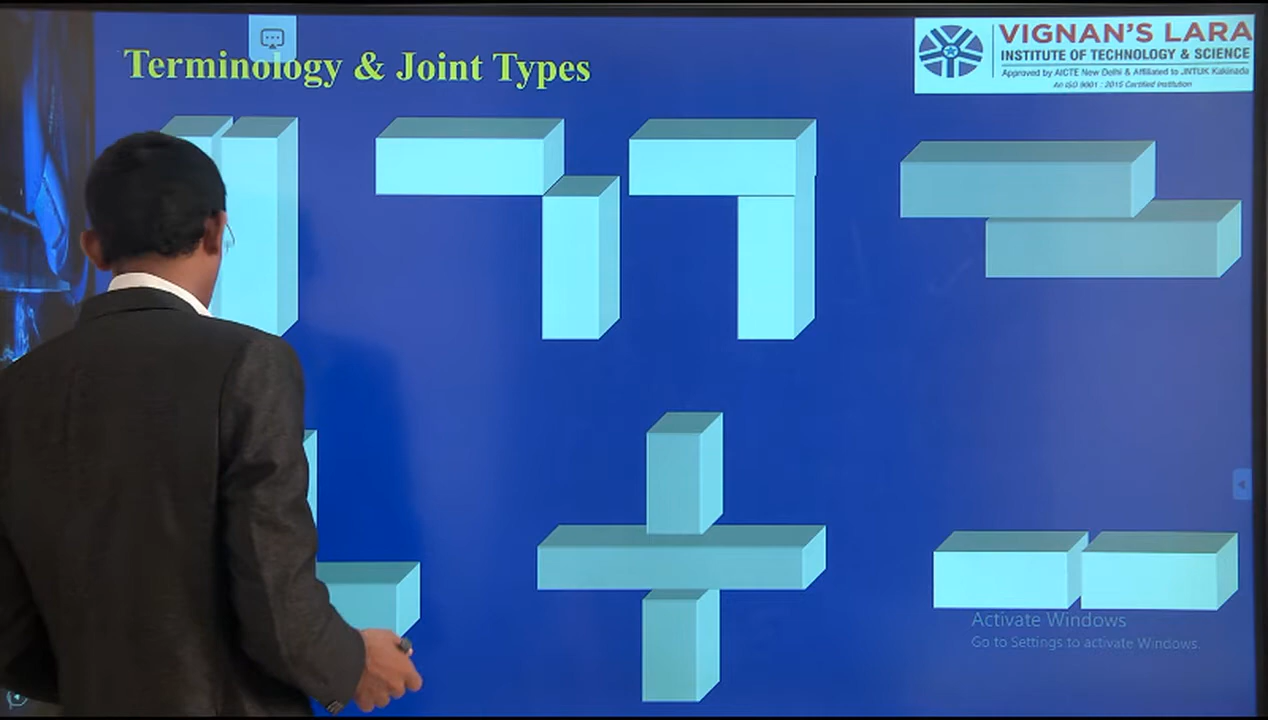 Terminology & Joint Types
VIGNAN'S LARA
INSTITUTE OF TECHNOLOGY & SCIENCE
Approved by AICTE New Delhi & Affiliated to JNTUK Kakinada
An ISO 9001 : 2015 Certified Institution
Activate Windows
Go to Settings to activate Windows.